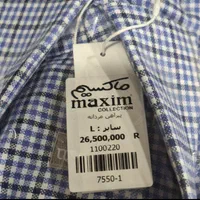 ماکسیم
maxim
COLLECTION
پیراهن مردانه
سایز : L
26,500,000 R
1100220
7550-1